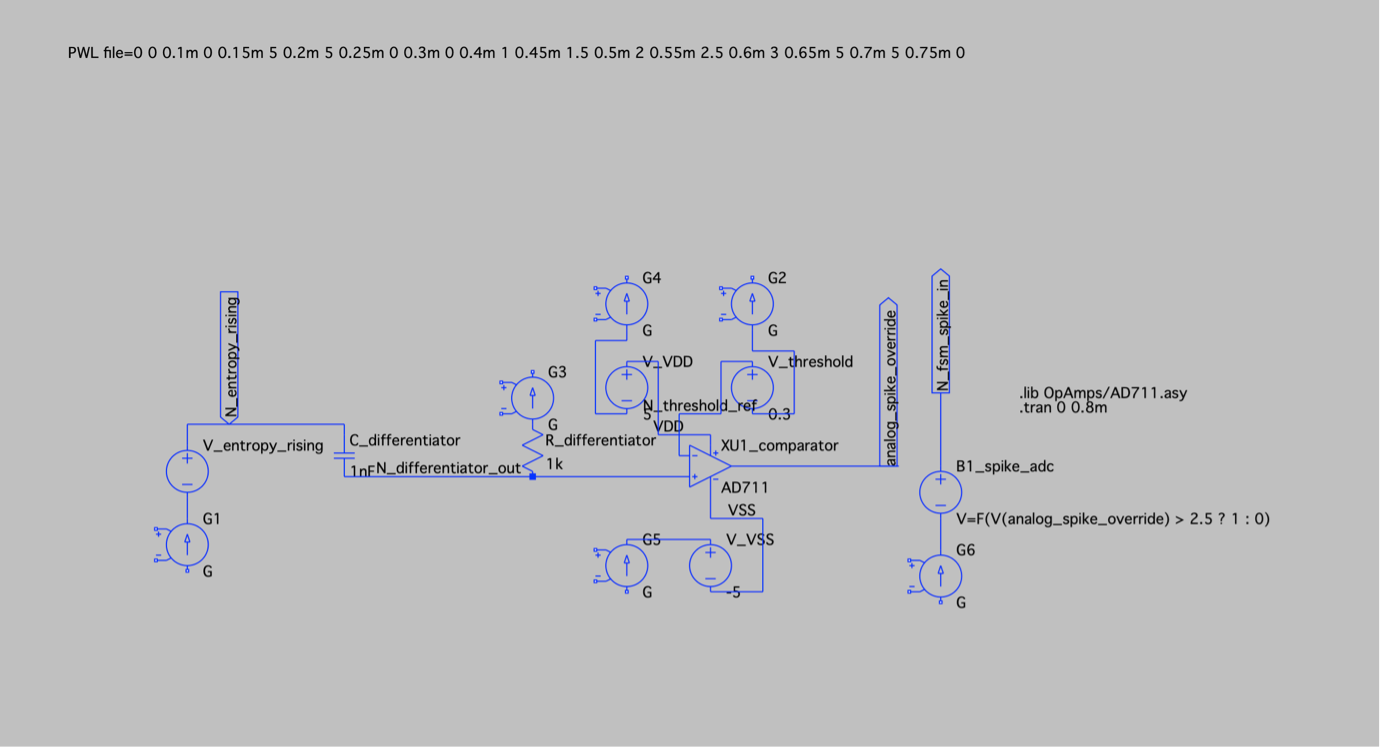 PWL file=0 0 0.1m 0 0.15m 5 0.2m 5 0.25m 0 0.3m 0 0.4m 1 0.45m 1.5 0.5m 2 0.55m 2.5 0.6m 3 0.65m 5 0.7m 5 0.75m 0
N_entropy_rising
V_entropy_rising
G1
G
C_differentiator
1nF
N_differentiator_out
G3
G
R_differentiator
1k
G4
G
V_VDD
5
N_threshold_ref
VDD
G2
G
V_threshold
0.3
XU1_comparator
AD711
VSS
G5
G
V_VSS
-5
analog_spike_override
N_fsm_spike_in
B1_spike_adc
V=F(V(analog_spike_override) > 2.5 ? 1 : 0)
G6
G
.lib OpAmps/AD711.asy
.tran 0 0.8m